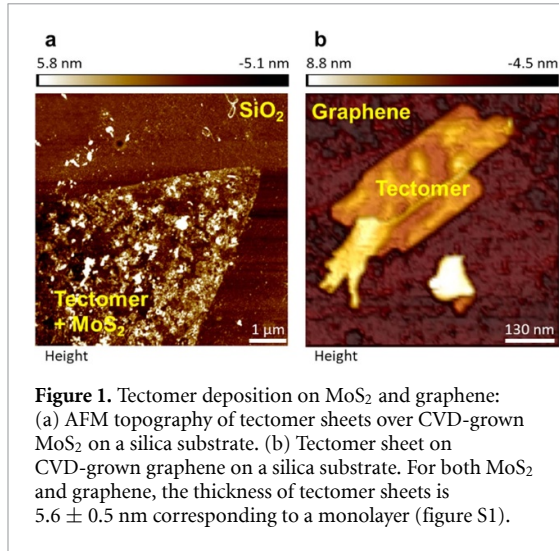 a
5.8 nm -5.1 nm
SiO₂
Tectomer
+ MoS₂
1 µm
Height
b
8.8 nm -4.5 nm
Graphene
Tectomer
130 nm
Height
Figure 1. Tectomer deposition on MoS₂ and graphene:
(a) AFM topography of tectomer sheets over CVD-grown
MoS₂ on a silica substrate. (b) Tectomer sheet on
CVD-grown graphene on a silica substrate. For both MoS₂
and graphene, the thickness of tectomer sheets is
5.6 ± 0.5 nm corresponding to a monolayer (figure S1).